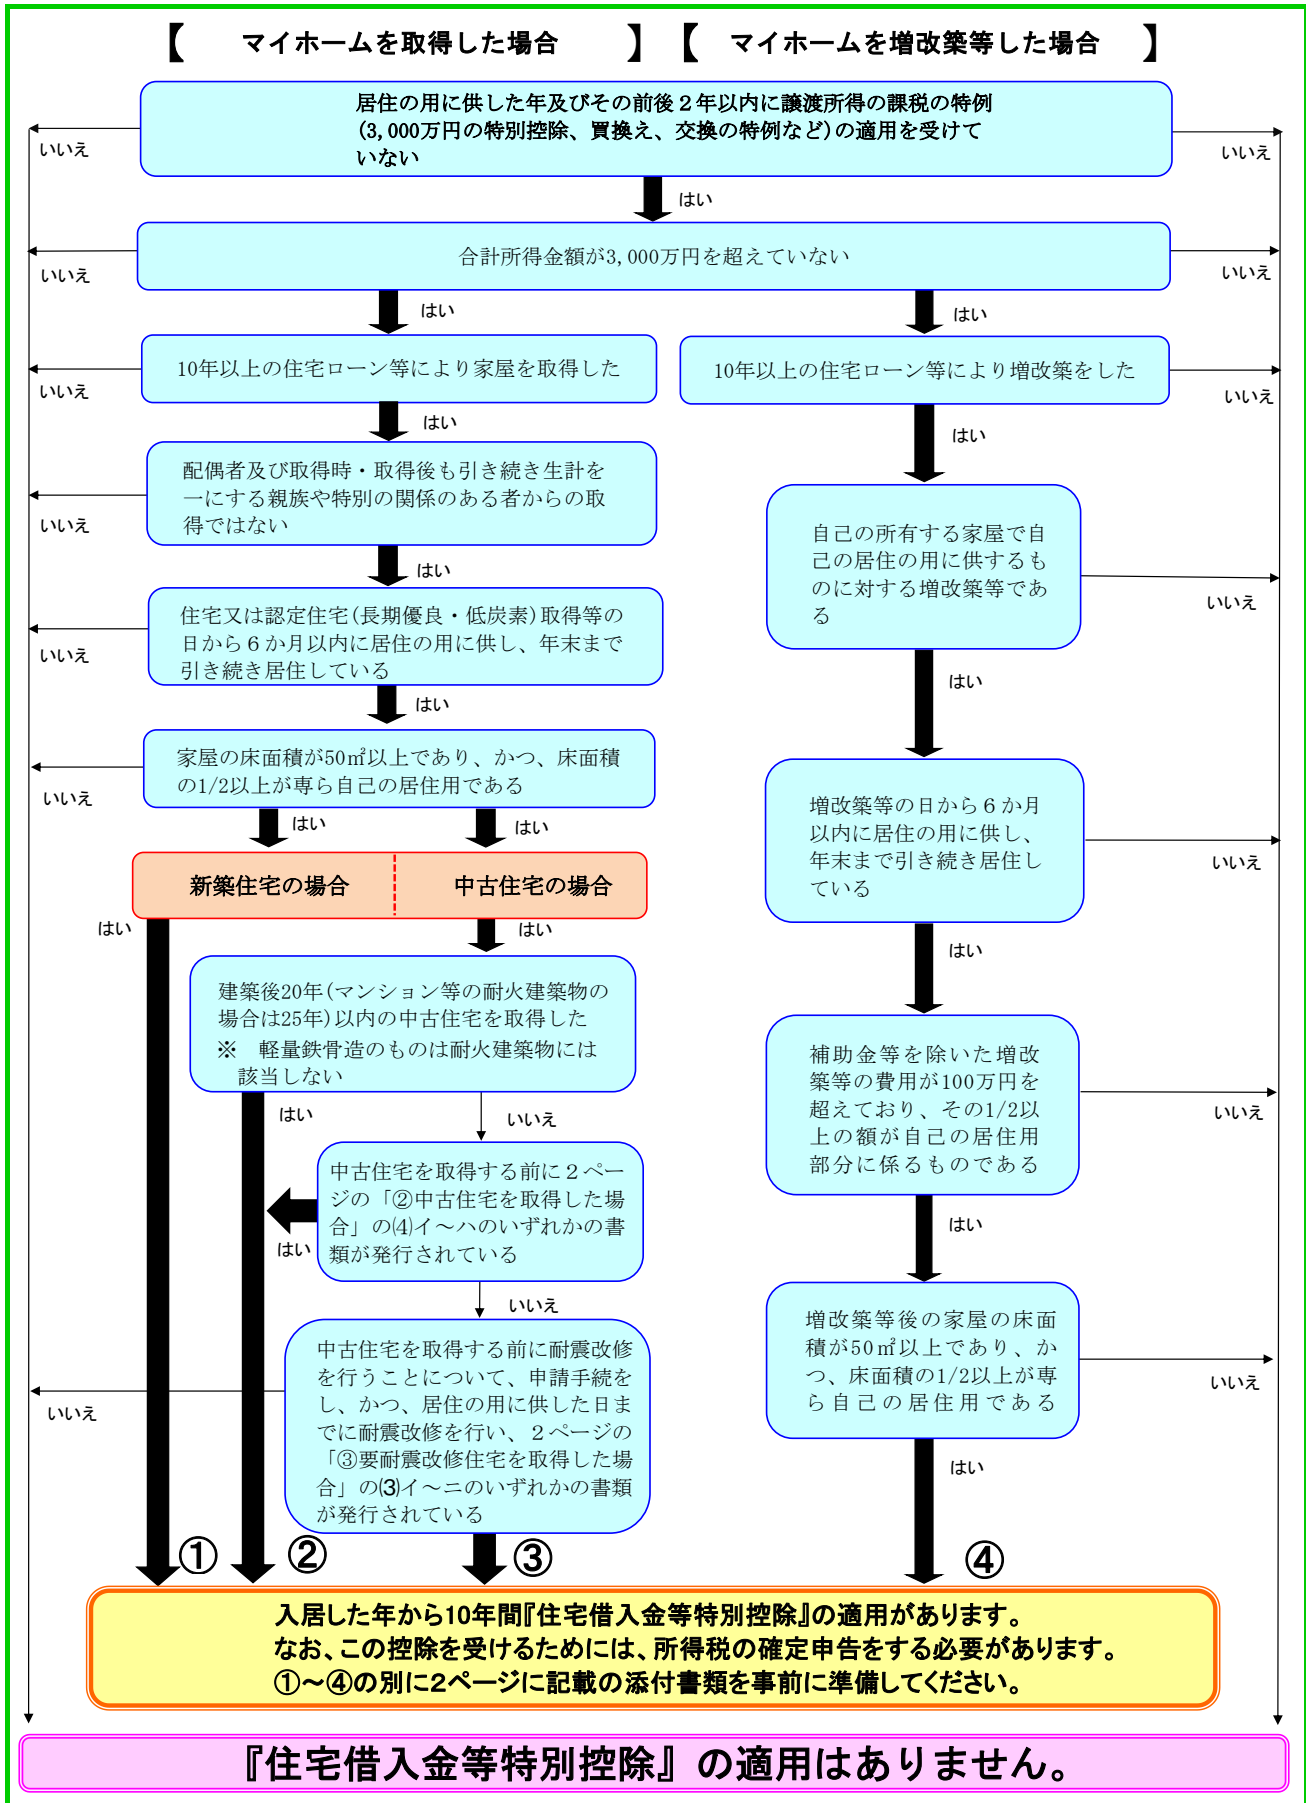 【　マイホームを取得した場合　】
【　マイホームを増改築等した場合　】
居住の用に供した年及びその前後２年以内に譲渡所得の課税の特例
(3,000万円の特別控除、買換え、交換の特例など)の適用を受けて
いない
いいえ
いいえ
はい
合計所得金額が3,000万円を超えていない
いいえ
いいえ
はい
はい
10年以上の住宅ローン等により家屋を取得した
いいえ
はい
配偶者及び取得時・取得後も引き続き生計を
一にする親族や特別の関係のある者からの取
得ではない
いいえ
はい
住宅又は認定住宅(長期優良・低炭素)取得等の
日から６か月以内に居住の用に供し、年末まで
引き続き居住している
いいえ
はい
家屋の床面積が50㎡以上であり、かつ、床面積
の1/2以上が専ら自己の居住用である
いいえ
はい
はい
新築住宅の場合
中古住宅の場合
はい
はい
建築後20年(マンション等の耐火建築物の
場合は25年)以内の中古住宅を取得した
※　軽量鉄骨造のものは耐火建築物には
該当しない
はい
いいえ
中古住宅を取得する前に２ペー
ジの「②中古住宅を取得した場
合」の⑷イ～ハのいずれかの書
類が発行されている
はい
いいえ
中古住宅を取得する前に耐震改修
を行うことについて、申請手続を
し、かつ、居住の用に供した日ま
でに耐震改修を行い、２ページの
「③要耐震改修住宅を取得した場
合」の⑶イ～ニのいずれかの書類
が発行されている
いいえ
10年以上の住宅ローン等により増改築をした
いいえ
はい
自己の所有する家屋で自
己の居住の用に供するも
のに対する増改築等であ
る
いいえ
はい
増改築等の日から６か月
以内に居住の用に供し、
年末まで引き続き居住し
ている
いいえ
はい
補助金等を除いた増改
築等の費用が100万円を
超えており、その1/2以
上の額が自己の居住用
部分に係るものである
いいえ
はい
増改築等後の家屋の床面
積が50㎡以上であり、か
つ、床面積の1/2以上が専
ら自己の居住用である
いいえ
はい
①
②
③
④
入居した年から10年間『住宅借入金等特別控除』の適用があります。
なお、この控除を受けるためには、所得税の確定申告をする必要があります。
①～④の別に2ページに記載の添付書類を事前に準備してください。
『住宅借入金等特別控除』の適用はありません。